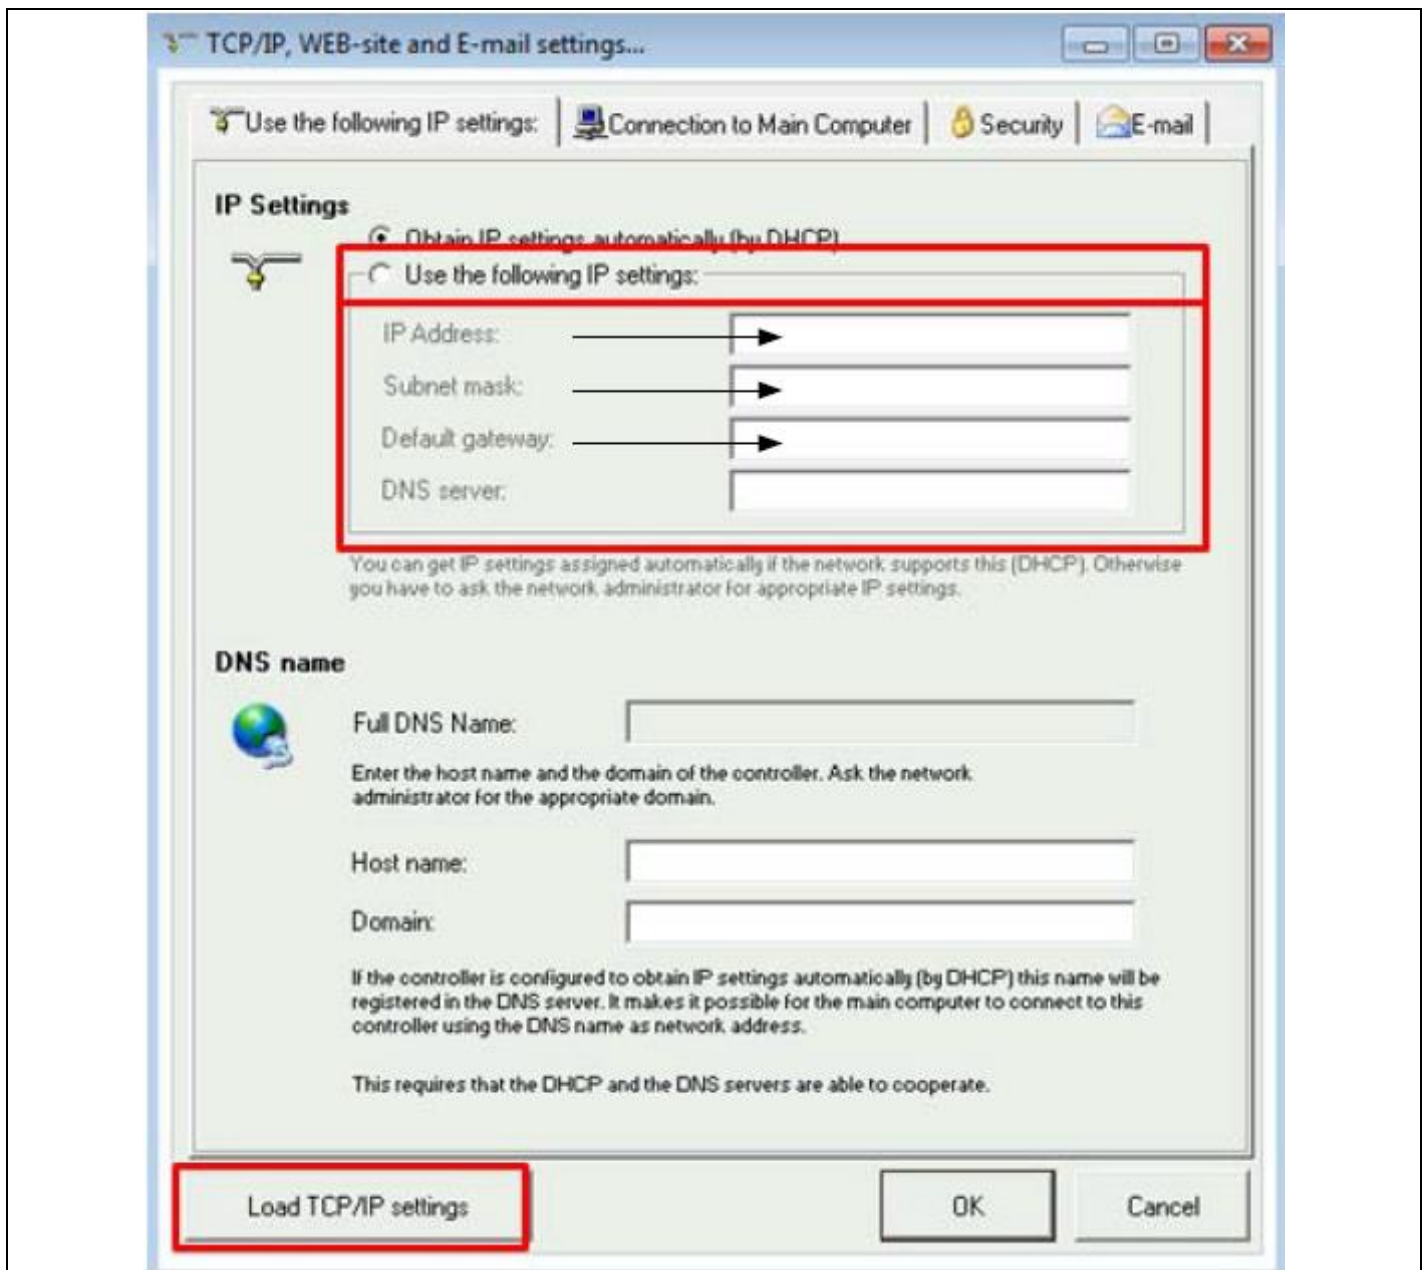 TCP/IP, WEB-site and E-mail settings...
Use the following IP settings: Connection to Main Computer Security E-mail
IP Settings
Obtain IP settings automatically (by DHCP)
Use the following IP settings:
IP Address:
Subnet mask:
Default gateway:
DNS server:
You can get IP settings assigned automatically if the network supports this (DHCP). Otherwise
you have to ask the network administrator for appropriate IP settings.
DNS name
Full DNS Name:
Enter the host name and the domain of the controller. Ask the network
administrator for the appropriate domain.
Host name:
Domain:
If the controller is configured to obtain IP settings automatically (by DHCP) this name will be
registered in the DNS server. It makes it possible for the main computer to connect to this
controller using the DNS name as network address.
This requires that the DHCP and the DNS servers are able to cooperate.
Load TCP/IP settings OK Cancel